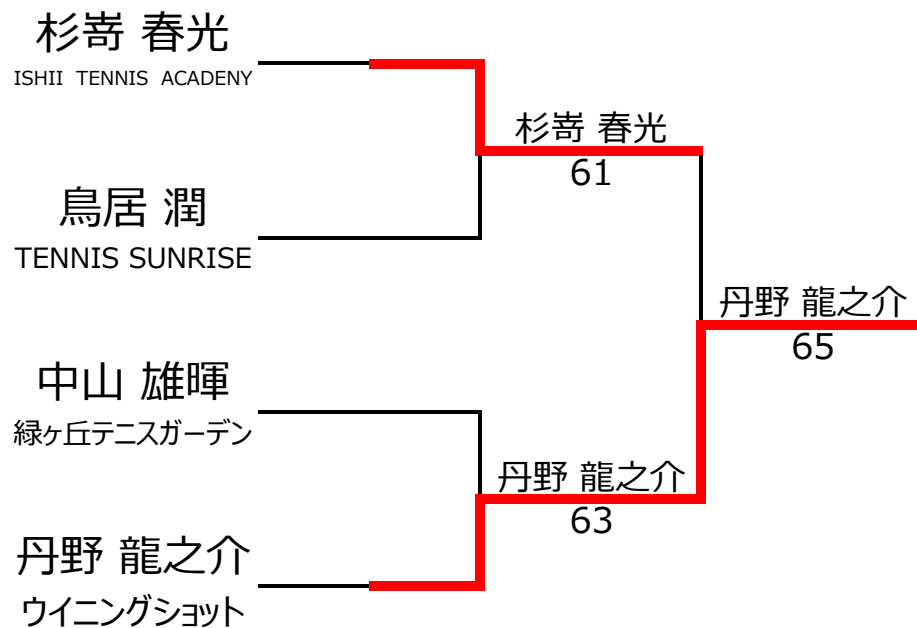 杉嵜 春光
ISHII TENNIS ACADENY
杉嵜 春光
61
鳥居 潤
TENNIS SUNRISE
丹野 龍之介
65
中山 雄暉
緑ヶ丘テニスガーデン
丹野 龍之介
63
丹野 龍之介
ウイニングショット